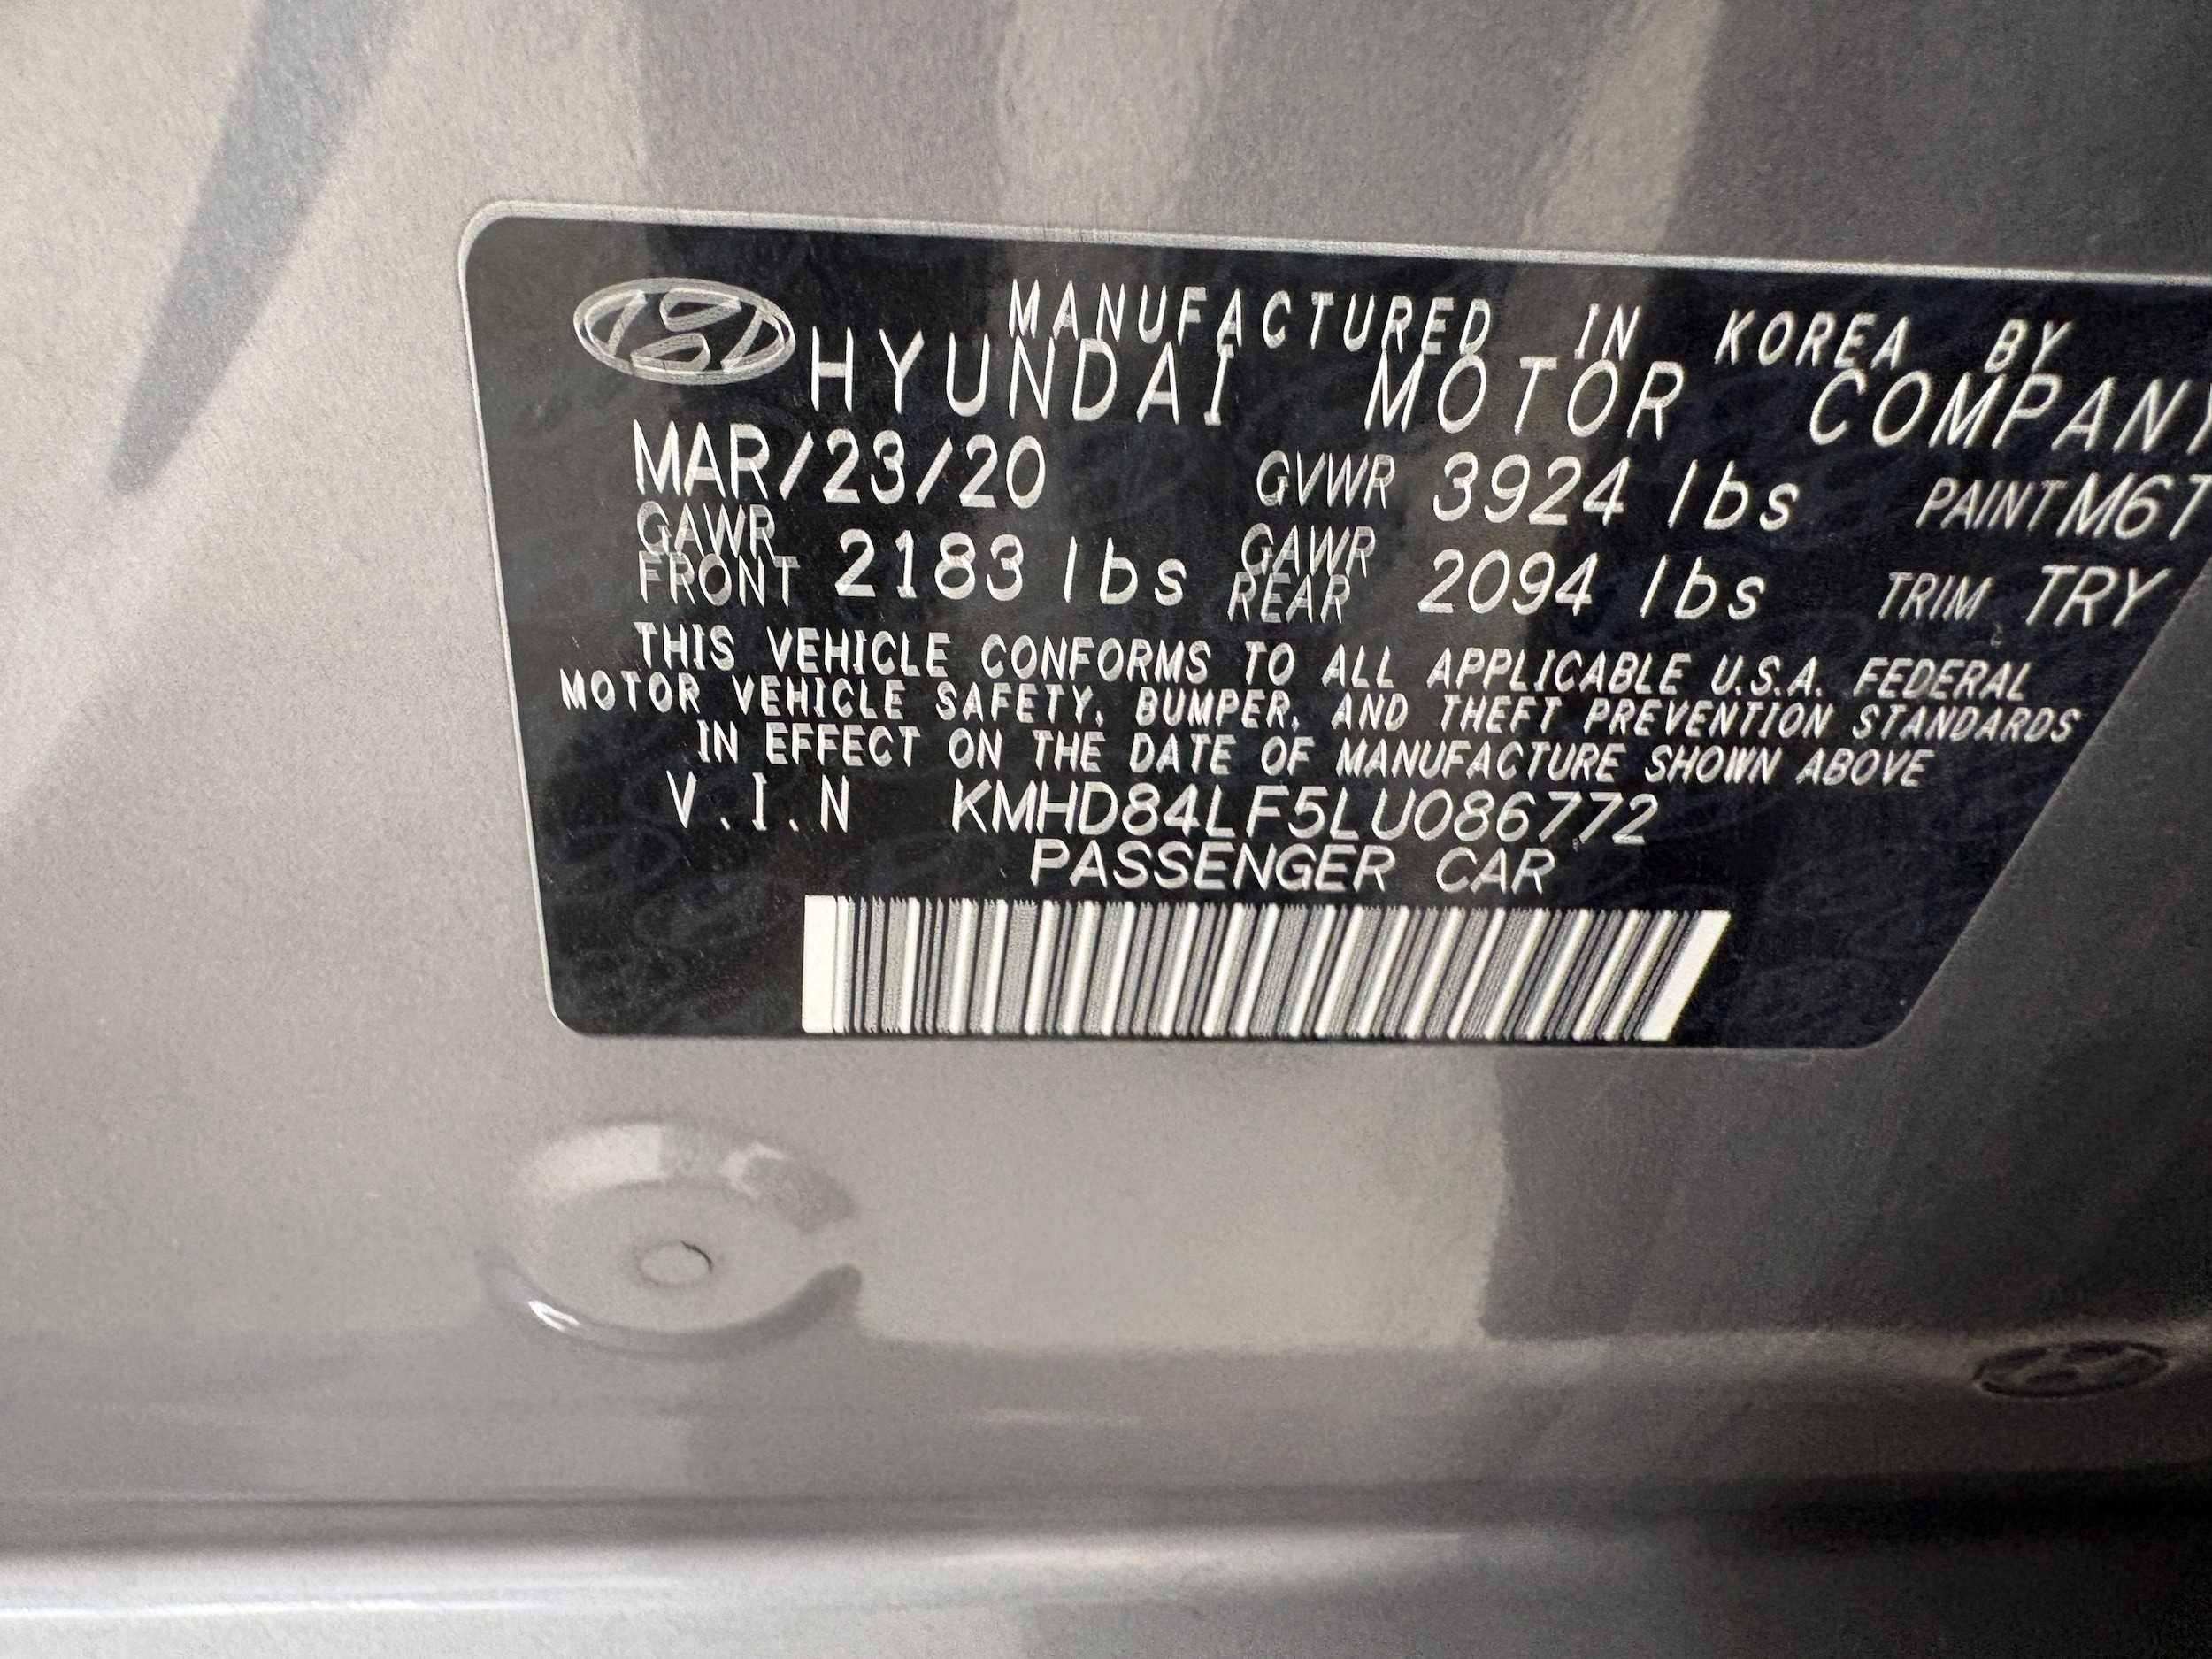 MANUFACTURED IN KOREA BY
HYUNDAI MOTOR COMPANY
MAR/23/20 GVWR 3924 lbs PAINT M6T
GAWR FRONT 2183 lbs GAWR REAR 2094 lbs TRIM TRY
THIS VEHICLE CONFORMS TO ALL APPLICABLE U.S.A. FEDERAL
MOTOR VEHICLE SAFETY, BUMPER, AND THEFT PREVENTION STANDARDS
IN EFFECT ON THE DATE OF MANUFACTURE SHOWN ABOVE
V.I.N KMHD84LF5LU086772
PASSENGER CAR